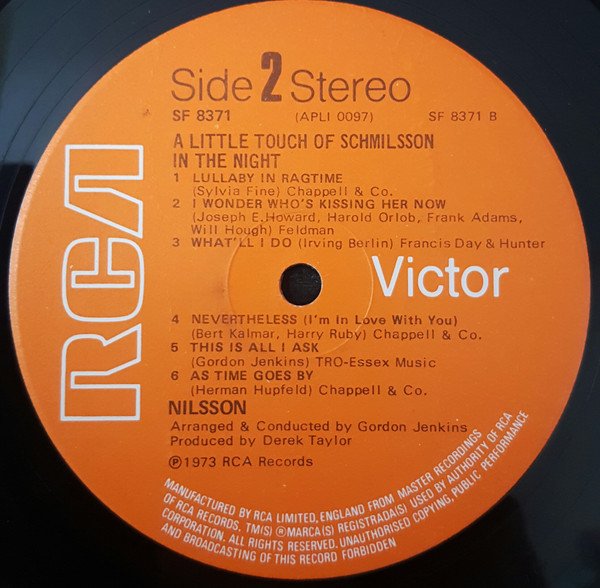 RCA
Side 2 Stereo
SF 8371 (APLI 0097) SF 8371 B
A LITTLE TOUCH OF SCHMILSSON
IN THE NIGHT
1 LULLABY IN RAGTIME
(Sylvia Fine) Chappell & Co.
2 I WONDER WHO'S KISSING HER NOW
(Joseph E.Howard, Harold Orlob, Frank Adams,
Will Hough) Feldman
3 WHAT'LL I DO (Irving Berlin) Francis Day & Hunter
Victor
4 NEVERTHELESS (I'm In Love With You)
(Bert Kalmar, Harry Ruby) Chappell & Co.
5 THIS IS ALL I ASK
(Gordon Jenkins) TRO-Essex Music
6 AS TIME GOES BY
(Herman Hupfeld) Chappell & Co.
NILSSON
Arranged & Conducted by Gordon Jenkins
Produced by Derek Taylor
℗1973 RCA Records
MANUFACTURED BY RCA LIMITED, ENGLAND FROM MASTER RECORDINGS
OF RCA RECORDS. TM(S) ® MARCA(S) REGISTRADA(S) USED BY AUTHORITY OF RCA
CORPORATION. ALL RIGHTS RESERVED. UNAUTHORISED COPYING, PUBLIC PERFORMANCE
AND BROADCASTING OF THIS RECORD FORBIDDEN